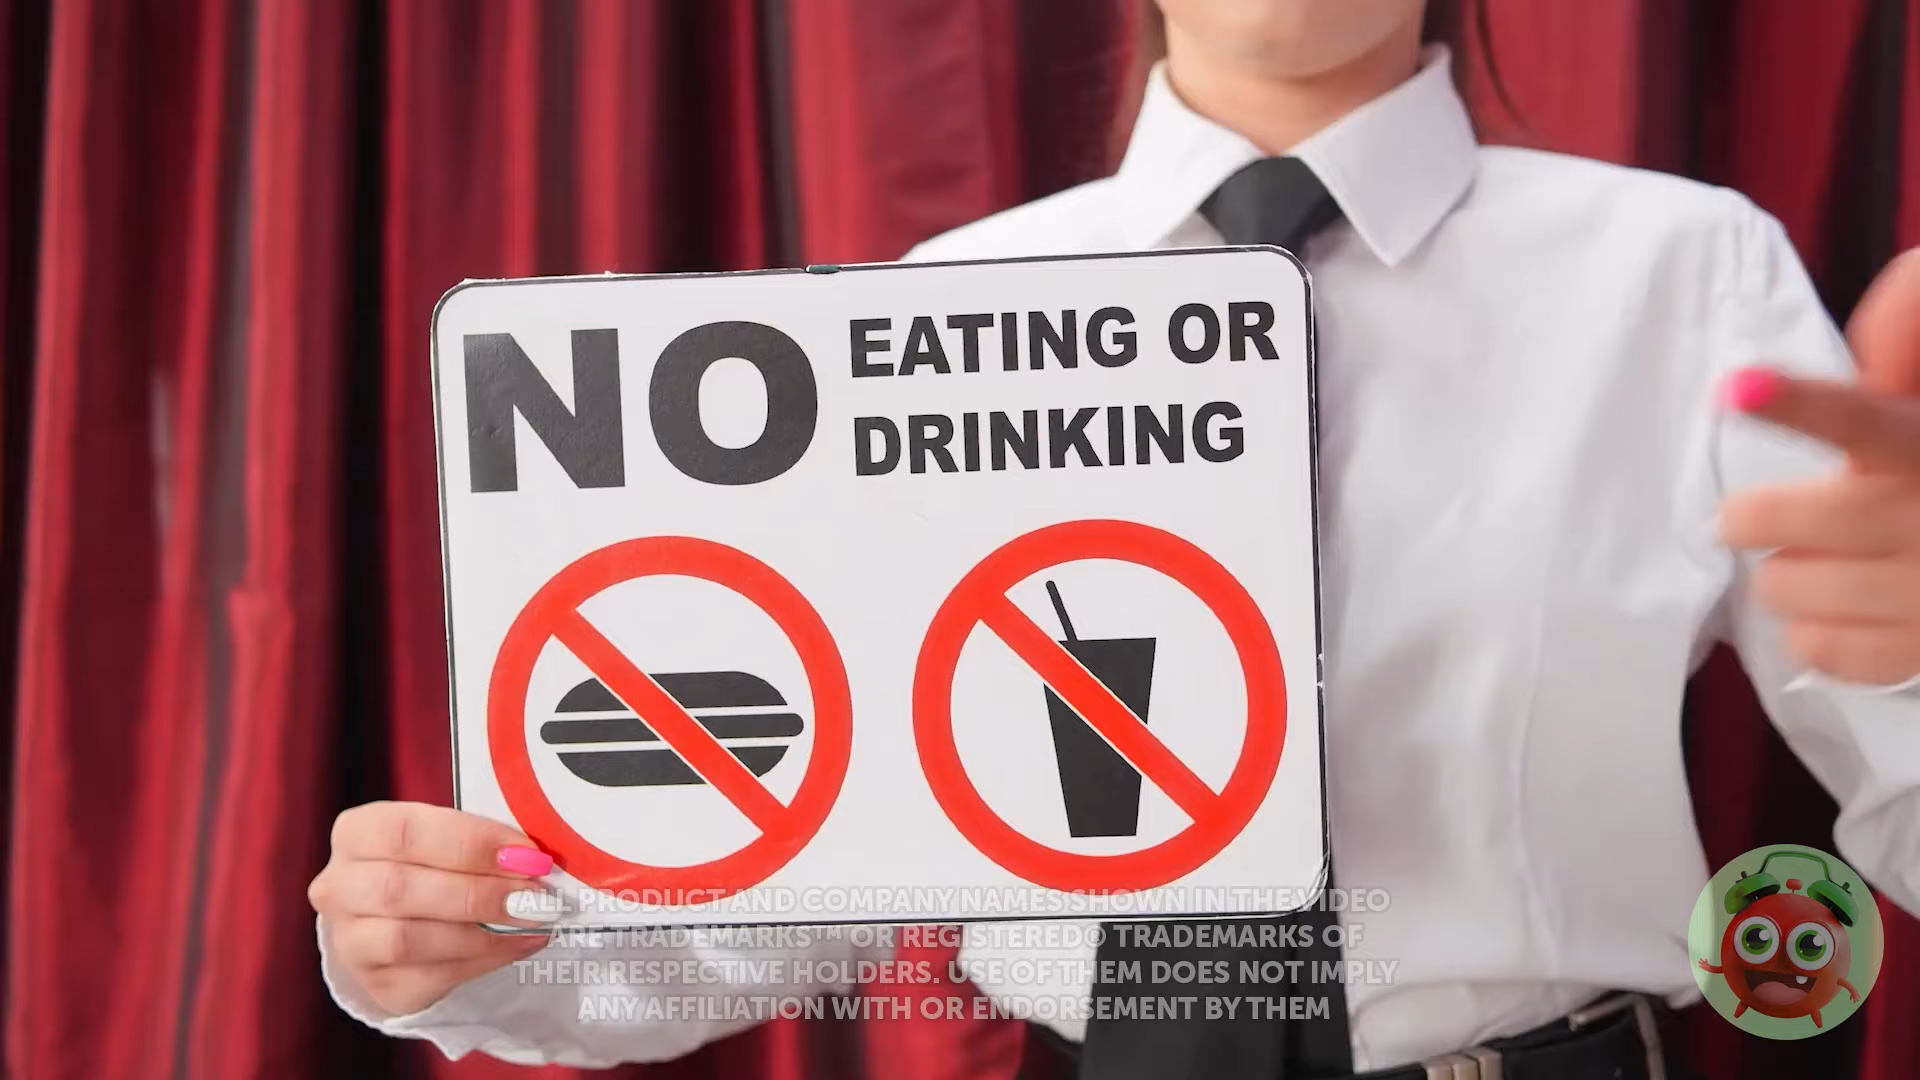 NO EATING OR
DRINKING
ALL PRODUCT AND COMPANY NAMES SHOWN IN THE VIDEO
ARE TRADEMARKS™ OR REGISTERED® TRADEMARKS OF
THEIR RESPECTIVE HOLDERS. USE OF THEM DOES NOT IMPLY
ANY AFFILIATION WITH OR ENDORSEMENT BY THEM